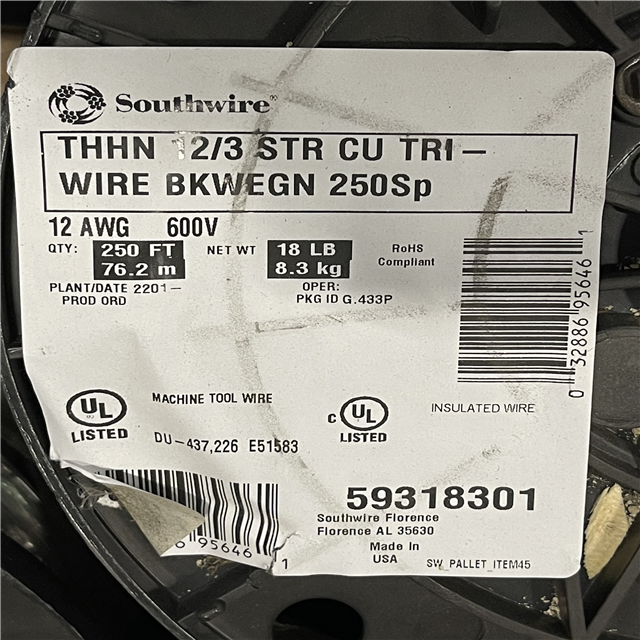 Southwire®
THHN 12/3 STR CU TRI-
WIRE BKWEGN 250Sp
12 AWG 600V
QTY: 250 FT NET WT 18 LB RoHS
76.2 m 8.3 kg Compliant
PLANT/DATE 2201- OPER:
PROD ORD PKG ID G.433P
0 32886 95646 1
UL MACHINE TOOL WIRE c UL INSULATED WIRE
LISTED LISTED
DU-437,226 E51583
59318301
Southwire Florence
Florence AL 35630
Made In
USA SW_PALLET_ITEM45
95646 1